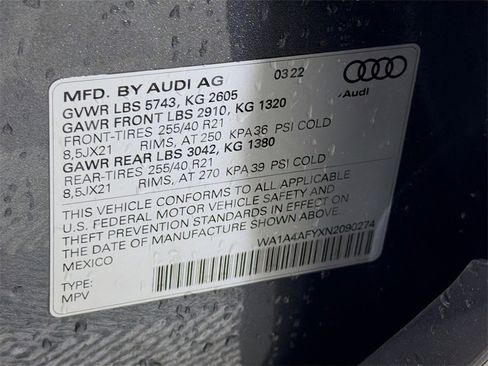 MFD. BY AUDI AG 03 22
GVWR LBS 5743, KG 2605
GAWR FRONT LBS 2910, KG 1320
FRONT-TIRES 255/40 R21
8,5JX21 RIMS, AT 250 KPA 36 PSI COLD
GAWR REAR LBS 3042, KG 1380
REAR-TIRES 255/40 R21
8,5JX21 RIMS, AT 270 KPA 39 PSI COLD
Audi
THIS VEHICLE CONFORMS TO ALL APPLICABLE
U.S. FEDERAL MOTOR VEHICLE SAFETY AND
THEFT PREVENTION STANDARDS IN EFFECT ON
THE DATE OF MANUFACTURE SHOWN ABOVE.
MEXICO WA1A4AFYXN2090274
TYPE:
MPV